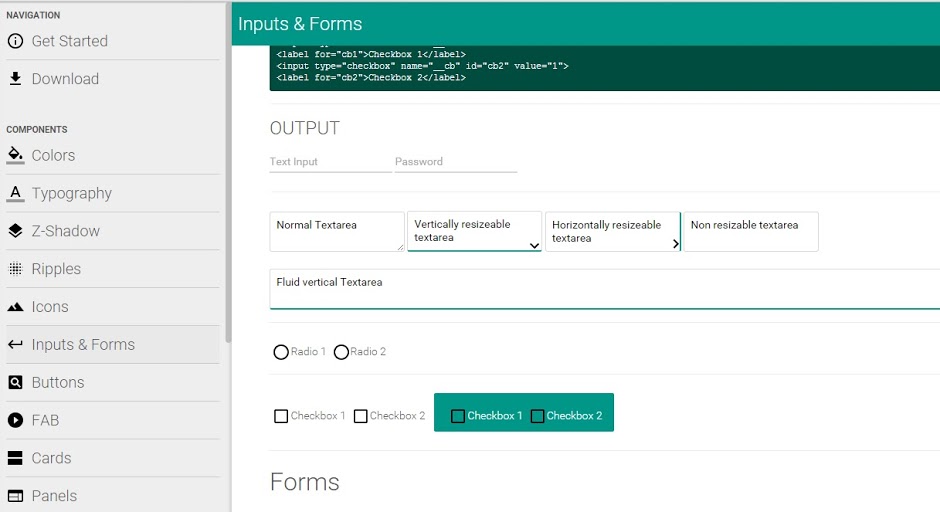 NAVIGATION
Get Started
Download
COMPONENTS
Colors
Typography
Z-Shadow
Ripples
Icons
Inputs & Forms
Buttons
FAB
Cards
Panels
Inputs & Forms
<label for="cb1">Checkbox 1</label>
<input type="checkbox" name="__cb" id="cb2" value="1">
<label for="cb2">Checkbox 2</label>
OUTPUT
Text Input
Password
Normal Textarea
Vertically resizeable
textarea
Horizontally resizeable
textarea
Non resizable textarea
Fluid vertical Textarea
Radio 1
Radio 2
Checkbox 1
Checkbox 2
Checkbox 1
Checkbox 2
Forms